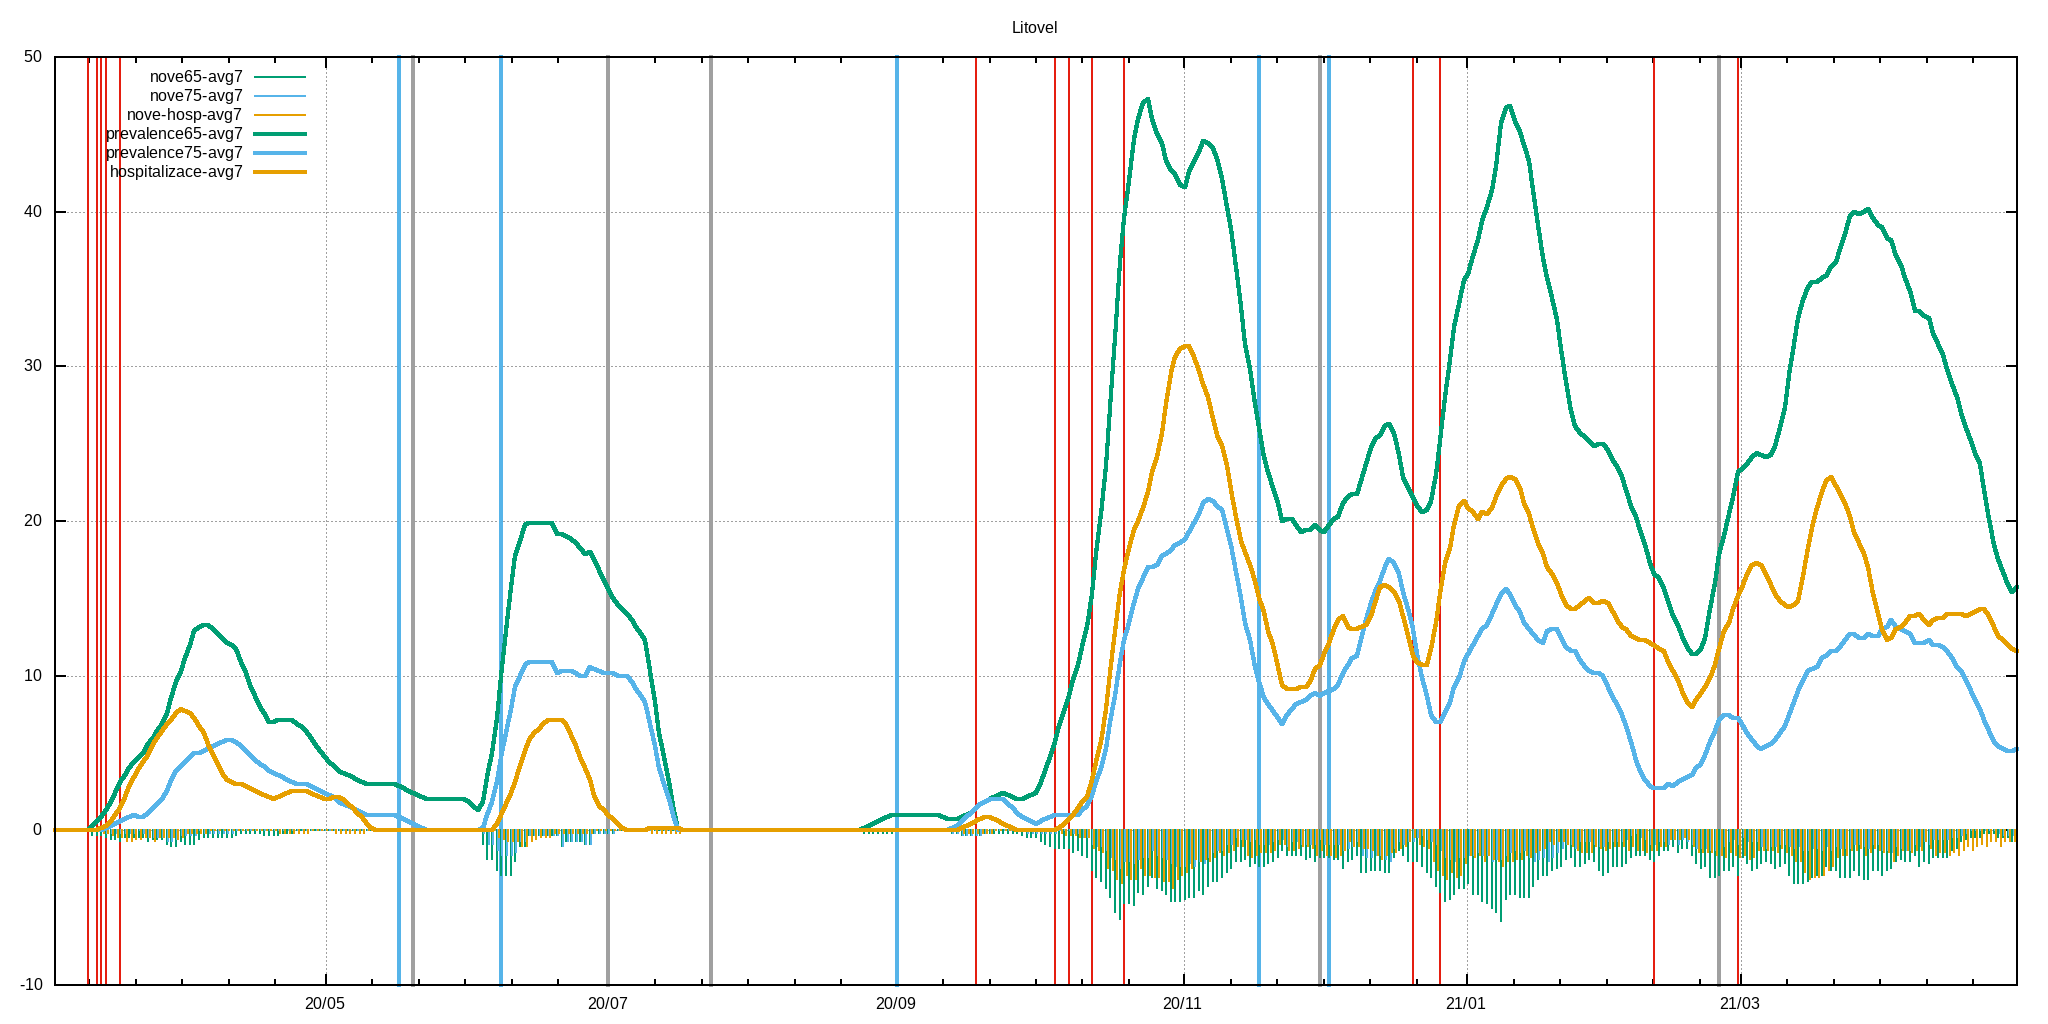 Litovel
50
nove65-avg7
nove75-avg7
nove-hosp-avg7
prevalence65-avg7
prevalence75-avg7
hospitalizace-avg7
40
30
20
10
0
-10
20/05 20/07 20/09 20/11 21/01 21/03